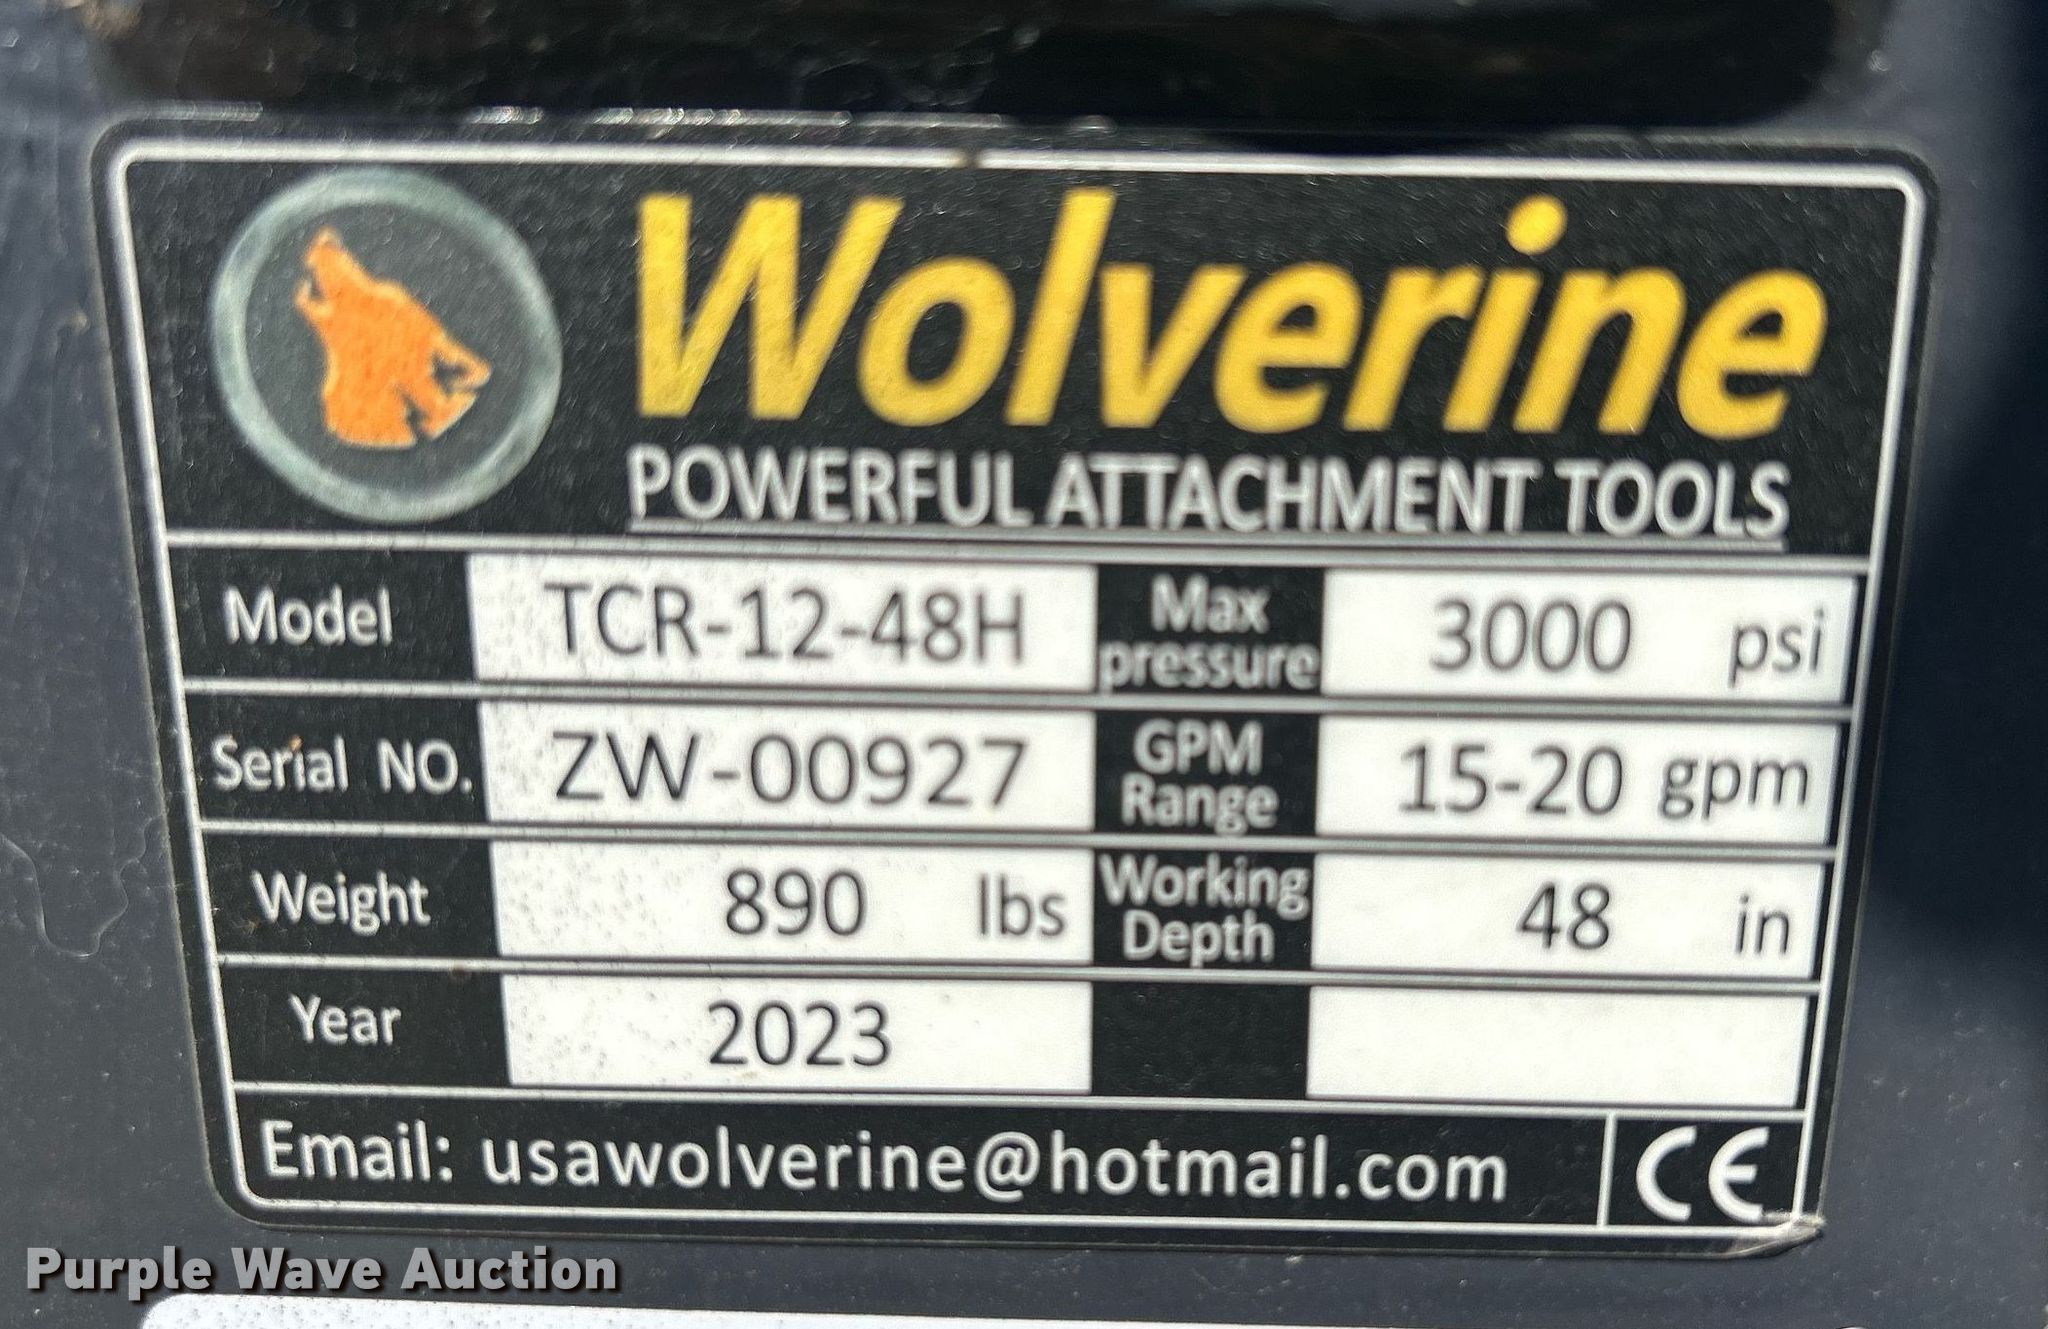 Wolverine
POWERFUL ATTACHMENT TOOLS
Model TCR-12-48H Max pressure 3000 psi
Serial NO. ZW-00927 GPM Range 15-20 gpm
Weight 890 lbs Working Depth 48 in
Year 2023
Email: usawolverine@hotmail.com CE
Purple Wave Auction